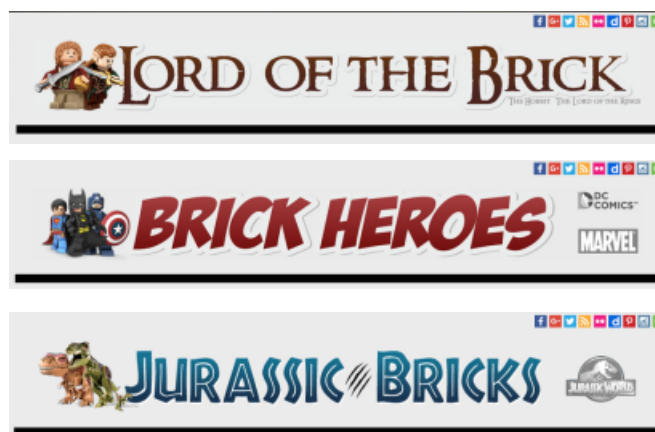 LORD OF THE BRICK
THE HOBBIT THE LORD OF THE RINGS
BRICK HEROES
DC
COMICS™
MARVEL
JURASSIC BRICKS
JURASSIC WORLD